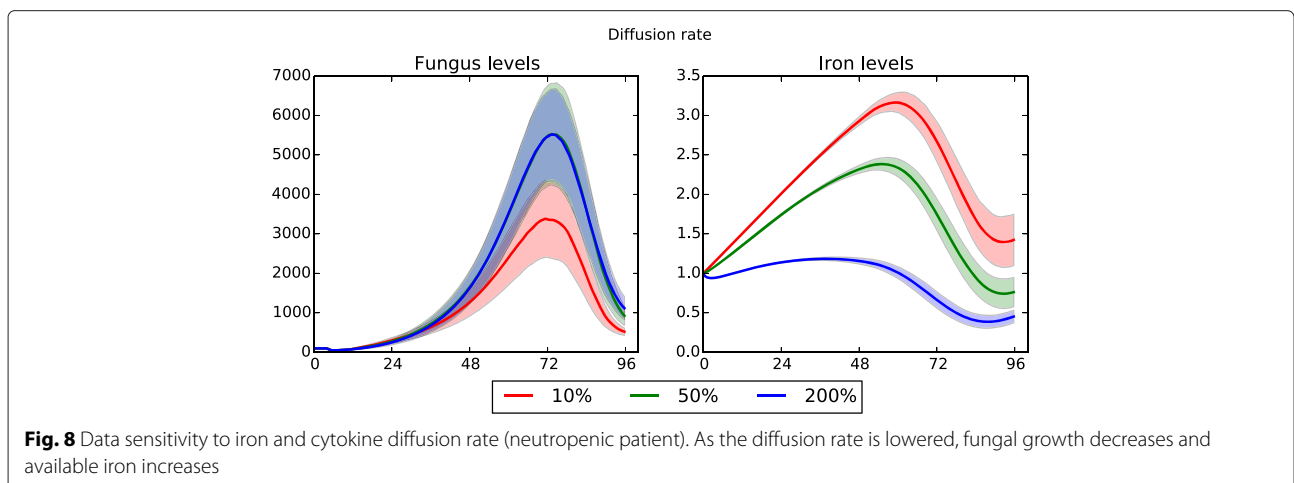 Diffusion rate
Fungus levels
Iron levels
7000
6000
5000
4000
3000
2000
1000
0
0 24 48 72 96
3.5
3.0
2.5
2.0
1.5
1.0
0.5
0.0
0 24 48 72 96
10% 50% 200%
Fig. 8 Data sensitivity to iron and cytokine diffusion rate (neutropenic patient). As the diffusion rate is lowered, fungal growth decreases and
available iron increases